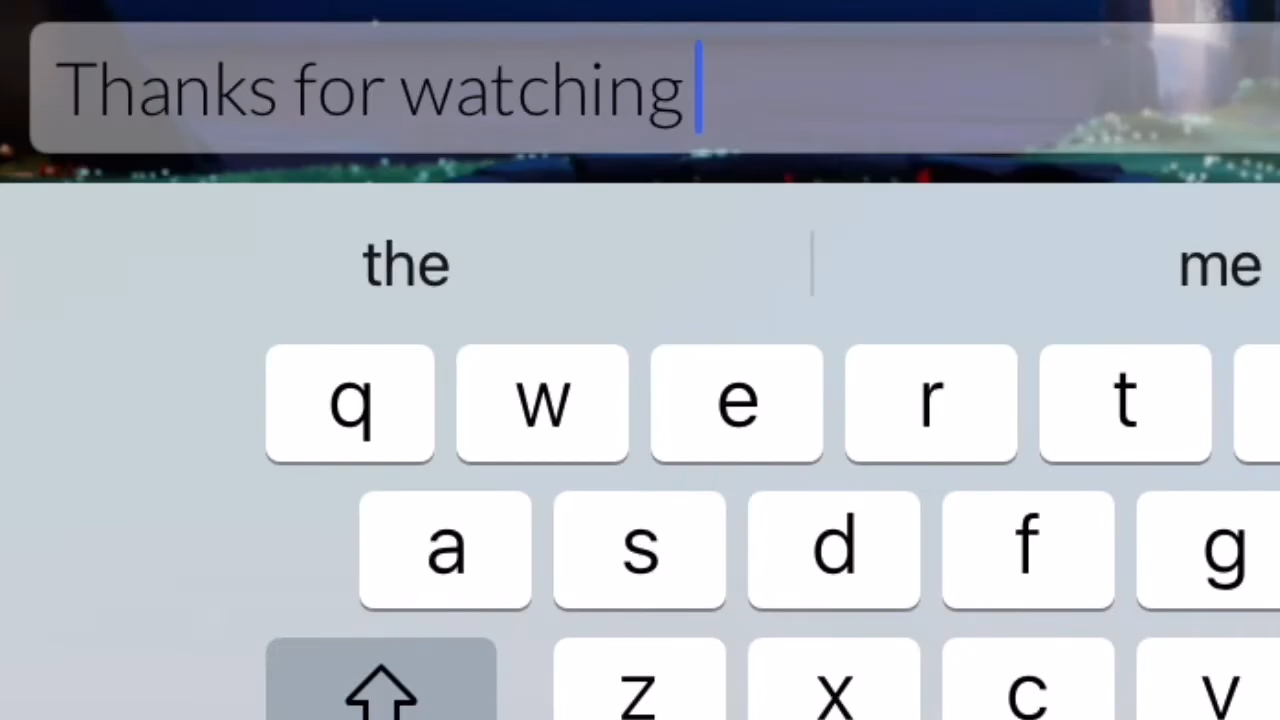 Thanks for watching
the me
q w e r t
a s d f g
z x c v